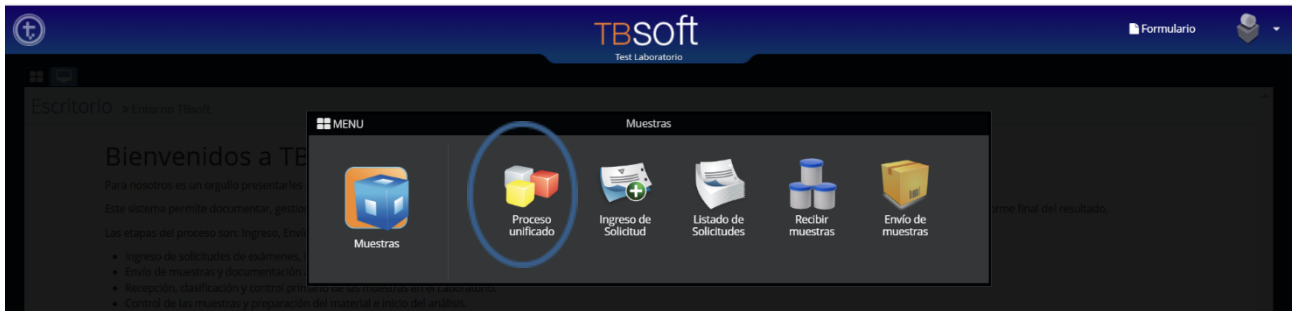 TBsoft
Formulario
Test Laboratorio
Escritorio » Entorno TBsoft
MENU
Muestras
Bienvenidos a TB
Para nosotros es un orgullo presentarles
Este sistema permite documentar, gestion
orme final del resultado.
Las etapas del proceso son: Ingreso, Enví
Muestras
Proceso
unificado
Ingreso de
Solicitud
Listado de
Solicitudes
Recibir
muestras
Envío de
muestras
• Ingreso de solicitudes de exámenes,
• Envío de muestras y documentación
• Recepción, clasificación y control primario de las muestras en el Laboratorio.
• Control de las muestras y preparación del material e inicio del análisis.